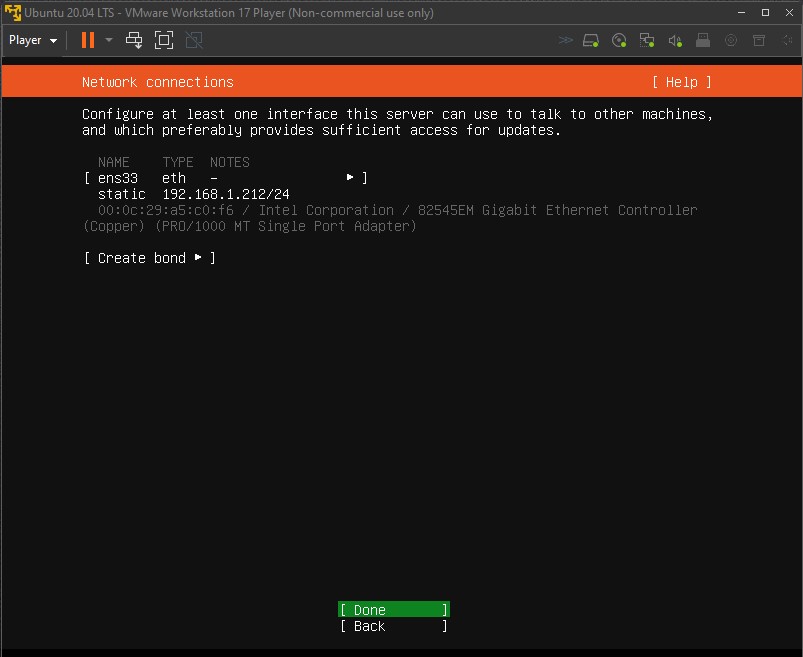 Ubuntu 20.04 LTS - VMware Workstation 17 Player (Non-commercial use only)
Player
Network connections [ Help ]
Configure at least one interface this server can use to talk to other machines,
and which preferably provides sufficient access for updates.
NAME TYPE NOTES
[ ens33 eth - ▸ ]
static 192.168.1.212/24
00:0c:29:a5:c0:f6 / Intel Corporation / 82545EM Gigabit Ethernet Controller
(Copper) (PRO/1000 MT Single Port Adapter)
[ Create bond ▸ ]
[ Done ]
[ Back ]